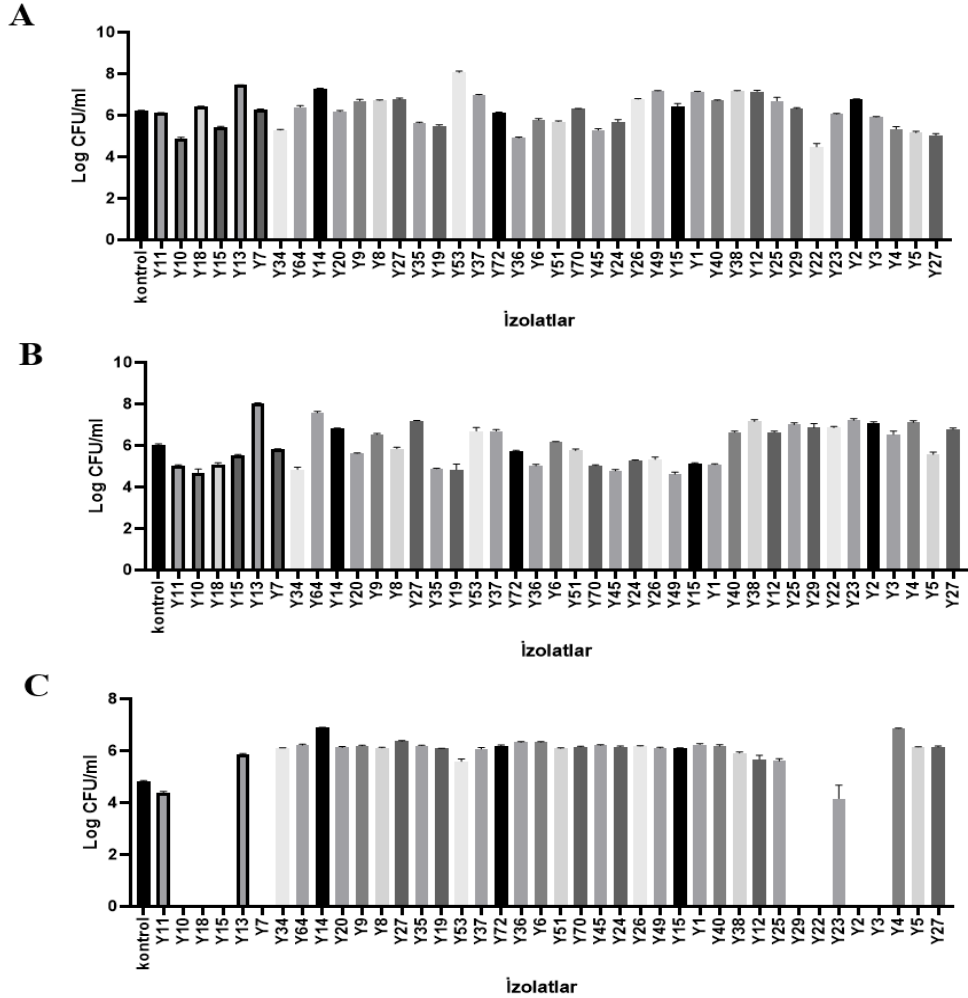 A
Log CFU/ml
10
8
6
4
2
0
kontrol Y11 Y10 Y18 Y15 Y13 Y7 Y34 Y64 Y14 Y20 Y9 Y8 Y27 Y35 Y19 Y53 Y37 Y72 Y36 Y6 Y51 Y70 Y45 Y24 Y26 Y49 Y15 Y1 Y40 Y38 Y12 Y25 Y29 Y22 Y23 Y2 Y3 Y4 Y5 Y27
İzolatlar
B
Log CFU/ml
10
8
6
4
2
0
kontrol Y11 Y10 Y18 Y15 Y13 Y7 Y34 Y64 Y14 Y20 Y9 Y8 Y27 Y35 Y19 Y53 Y37 Y72 Y36 Y6 Y51 Y70 Y45 Y24 Y26 Y49 Y15 Y1 Y40 Y38 Y12 Y25 Y29 Y22 Y23 Y2 Y3 Y4 Y5 Y27
İzolatlar
C
Log CFU/ml
8
6
4
2
0
kontrol Y11 Y10 Y18 Y15 Y13 Y7 Y34 Y64 Y14 Y20 Y9 Y8 Y27 Y35 Y19 Y53 Y37 Y72 Y36 Y6 Y51 Y70 Y45 Y24 Y26 Y49 Y15 Y1 Y40 Y38 Y12 Y25 Y29 Y22 Y23 Y2 Y3 Y4 Y5 Y27
İzolatlar